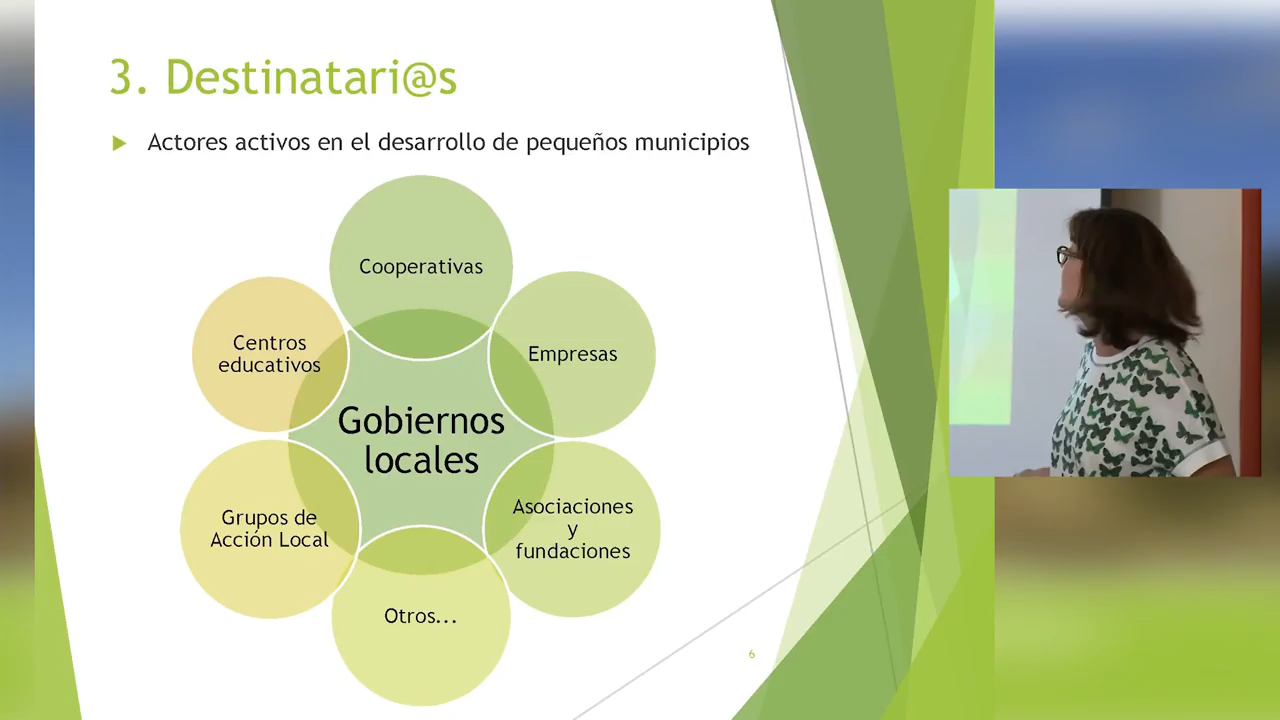 3. Destinatari@s
Actores activos en el desarrollo de pequeños municipios
Cooperativas
Empresas
Asociaciones
y
fundaciones
Otros...
Grupos de
Acción Local
Centros
educativos
Gobiernos
locales
6